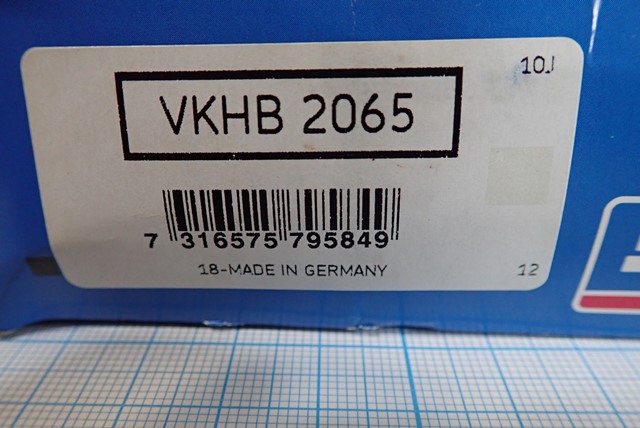 10J
VKHB 2065
7 316575 795849
18-MADE IN GERMANY
12